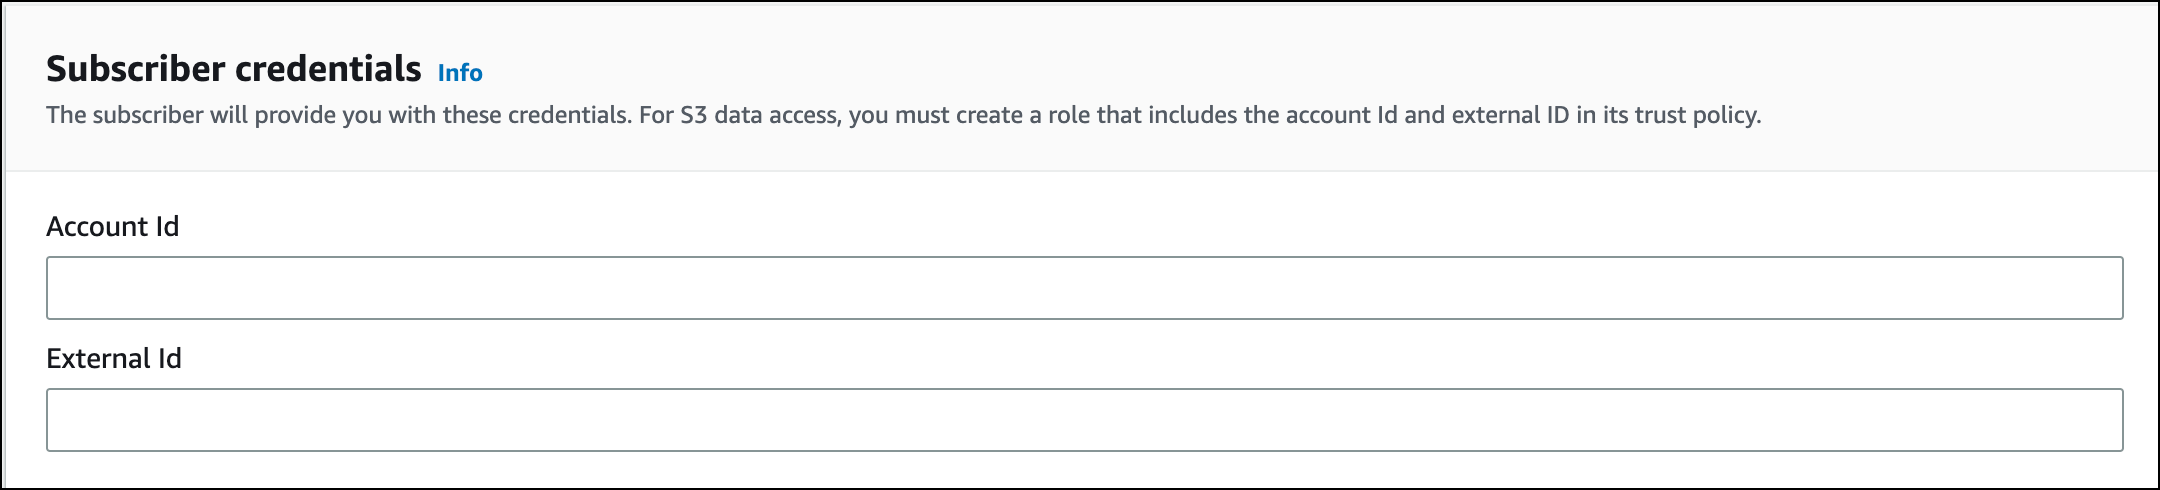 Subscriber credentials Info
The subscriber will provide you with these credentials. For S3 data access, you must create a role that includes the account Id and external ID in its trust policy.
Account Id
External Id